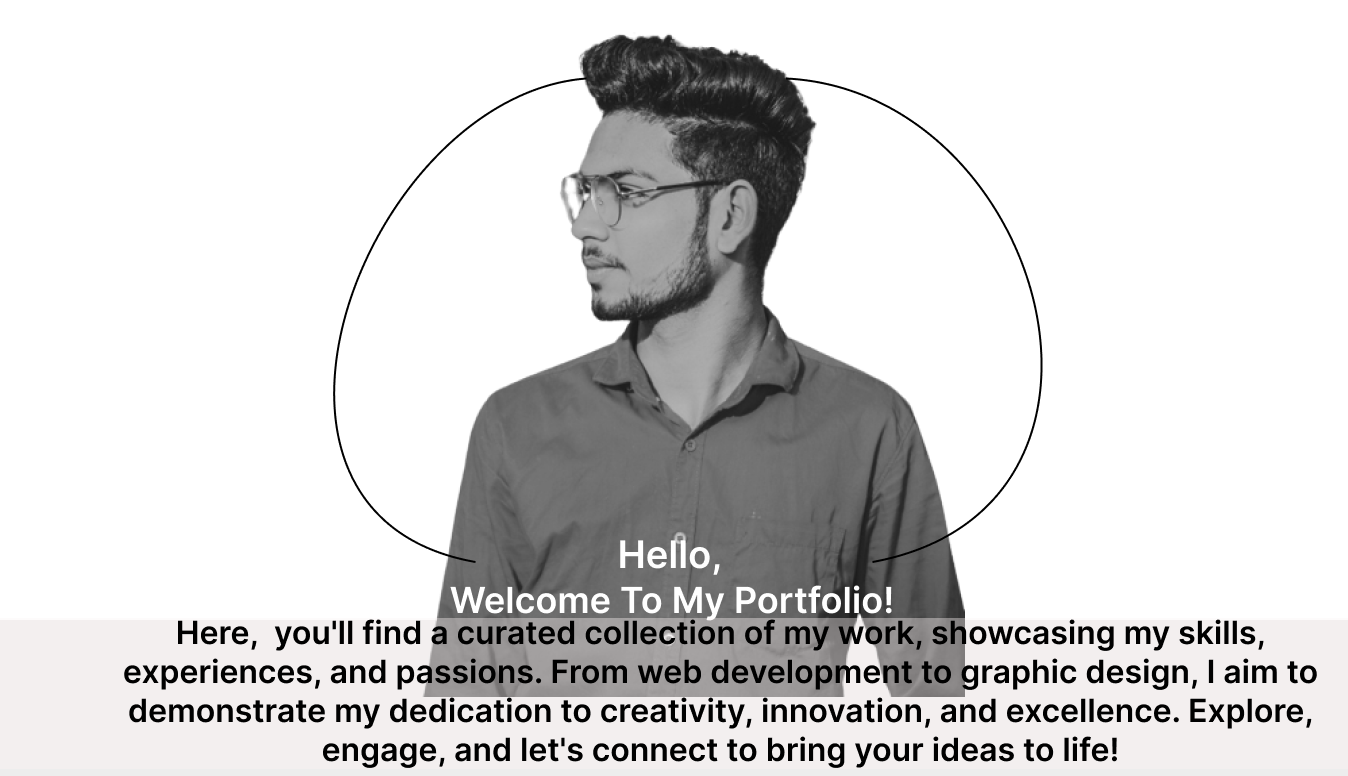 Hello,
Welcome To My Portfolio!
Here,  you'll find a curated collection of my work, showcasing my skills,
experiences, and passions. From web development to graphic design, I aim to
demonstrate my dedication to creativity, innovation, and excellence. Explore,
engage, and let's connect to bring your ideas to life!